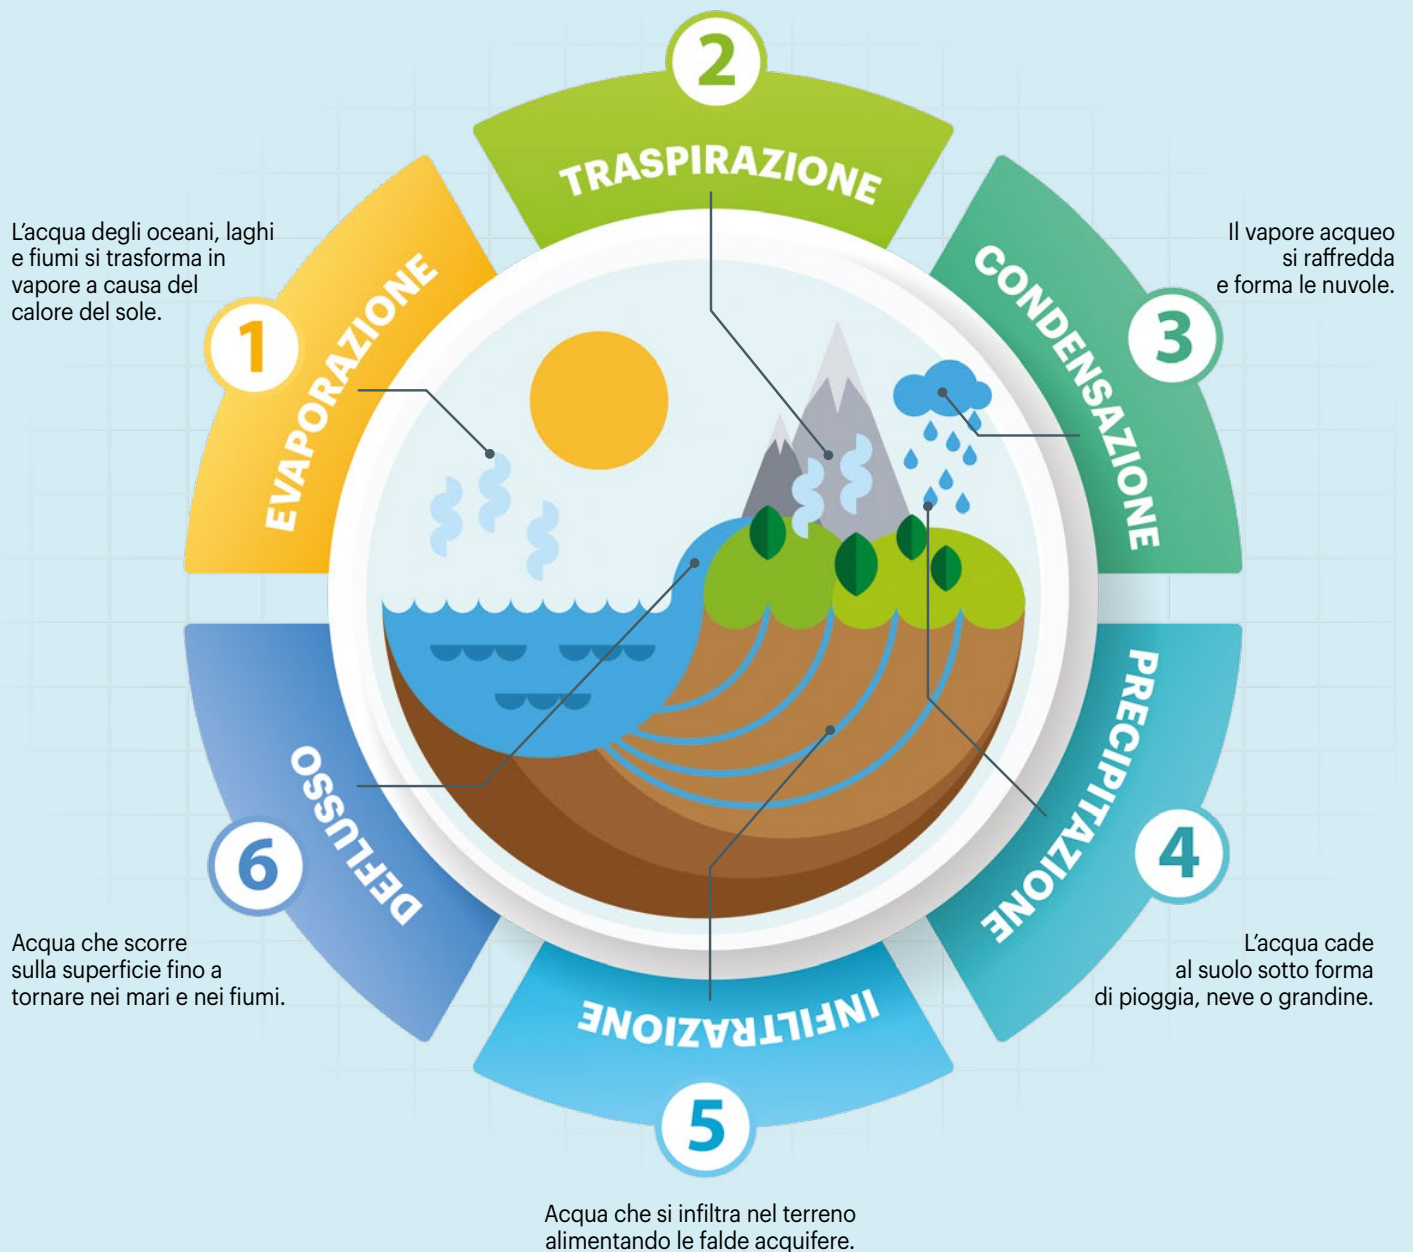 2
TRASPIRAZIONE
L'acqua degli oceani, laghi
e fiumi si trasforma in
vapore a causa del
calore del sole.
1
EVAPORAZIONE
Il vapore acqueo
si raffredda
e forma le nuvole.
3
CONDENSAZIONE
PRECIPITAZIONE
4
L'acqua cade
al suolo sotto forma
di pioggia, neve o grandine.
DEFLUSSO
6
Acqua che scorre
sulla superficie fino a
tornare nei mari e nei fiumi.
INFILTRAZIONE
5
Acqua che si infiltra nel terreno
alimentando le falde acquifere.